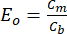 E_o = C_m / C_b